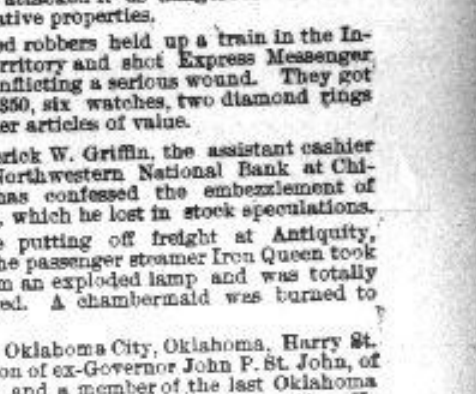 ative properties.
ed robbers held up a train in the In-
rritory and shot Express Messenger
nflicting a serious wound. They got
$50, six watches, two diamond rings
er articles of value.
erick W. Griffin, the assistant cashier
Northwestern National Bank at Chi-
has confessed the embezzlement of
, which he lost in stock speculations.
e putting off freight at Antiquity,
he passenger steamer Iron Queen took
m an exploded lamp and was totally
ed. A chambermaid was burned to
Oklahoma City, Oklahoma, Harry St.
on of ex-Governor John P. St. John, of
and a member of the last Oklahoma